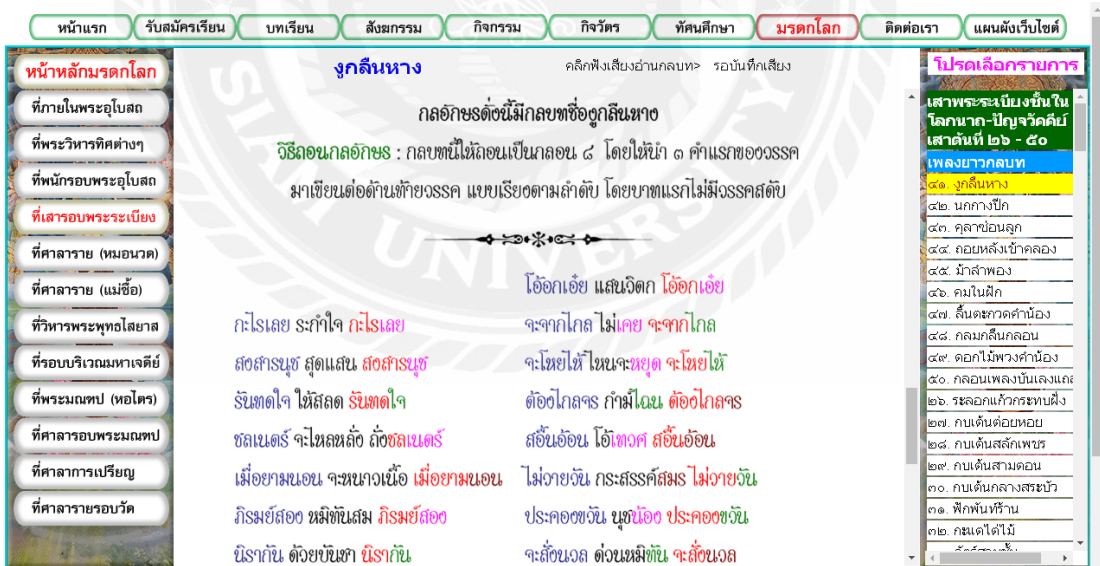 หน้าแรก รับสมัครเรียน บทเรียน สังฆกรรม กิจกรรม กิจวัตร ทัศนศึกษา มรดกโลก ติดต่อเรา แผนผังเว็บไซต์
หน้าหลักมรดกโลก
ที่ภายในพระอุโบสถ
ที่พระวิหารทิศต่างๆ
ที่พนักรอบพระอุโบสถ
ที่เสารอบพระระเบียง
ที่ศาลาราย (หมอนวด)
ที่ศาลาราย (แม่ซื้อ)
ที่วิหารพระพุทธไสยาส
ที่รอบบริเวณมหาเจดีย์
ที่พระมณฑป (หอไตร)
ที่ศาลารอบพระมณฑป
ที่ศาลาการเปรียญ
ที่ศาลารายรอบวัด
งูกลืนหาง คลิกฟังเสียงอ่านกลบท> รอบันทึกเสียง
กลอักษรดั่งนี้มีกลบทชื่องูกลืนหาง
วิธีถอนกลอักษร : กลบทนี้ให้ถอนเป็นกลอน ๘ โดยให้นำ ๓ คำแรกของวรรค
มาเขียนต่อด้านท้ายวรรค แบบเรียงตามลำดับ โดยบาทแรกไม่มีวรรคสดับ
โอ้อกเอ๋ย แสนวิตก โอ้อกเอ๋ย
กะไรเลย ระกำใจ กะไรเลย จะจากไกล ไม่เคย จะจากไกล
สงสารนุช สุดแสน สงสารนุช จะโหยไห้ ไหนจะหยุด จะโหยไห้
รันทดใจ ให้สลด รันทดใจ ต้องไกลจร กำมีไฉน ต้องไกลจร
ชลเนตร์ จะไหลหลั่ง ถั่งชลเนตร์ สอื้นอ้อน โอ้เทวศ สอื้นอ้อน
เมื่อยามนอน จะหนาวเนื้อ เมื่อยามนอน ไม่วายวัน กระสรรค์สมร ไม่วายวัน
ภิรมย์สอง หมิทันสม ภิรมย์สอง ประคองขวัน นุชน้อง ประคองขวัน
นิรากัน ด้วยบันชา นิรากัน จะสั่งนวล ด่วนหมิทัน จะสั่งนวล
โปรดเลือกรายการ
เสาพระระเบียงชั้นใน
โลกนาถ-ปัญจวัคคีย์
เสาต้นที่ ๒๖ - ๕๐
เพลงยาวกลบท
๔๑. งูกลืนหาง
๔๒. นกกางปีก
๔๓. คุลาซ่อนลูก
๔๔. ถอยหลังเข้าคลอง
๔๕. ม้าลำพอง
๔๖. คมในฝัก
๔๗. ลิ้นตะกวดคำน้อง
๔๘. กลมกลืนกลอน
๔๙. ดอกไม้พวงคำน้อง
๕๐. กลอนเพลงบันเลงแถลง
๒๖. ระลอกแก้วกระทบฝั่ง
๒๗. กบเต้นต่อยหอย
๒๘. กบเต้นสลักเพชร
๒๙. กบเต้นสามตอน
๓๐. กบเต้นกลางสระบัว
๓๑. ฟักพันท์ร้าน
๓๒. กะแตไต่ไม้